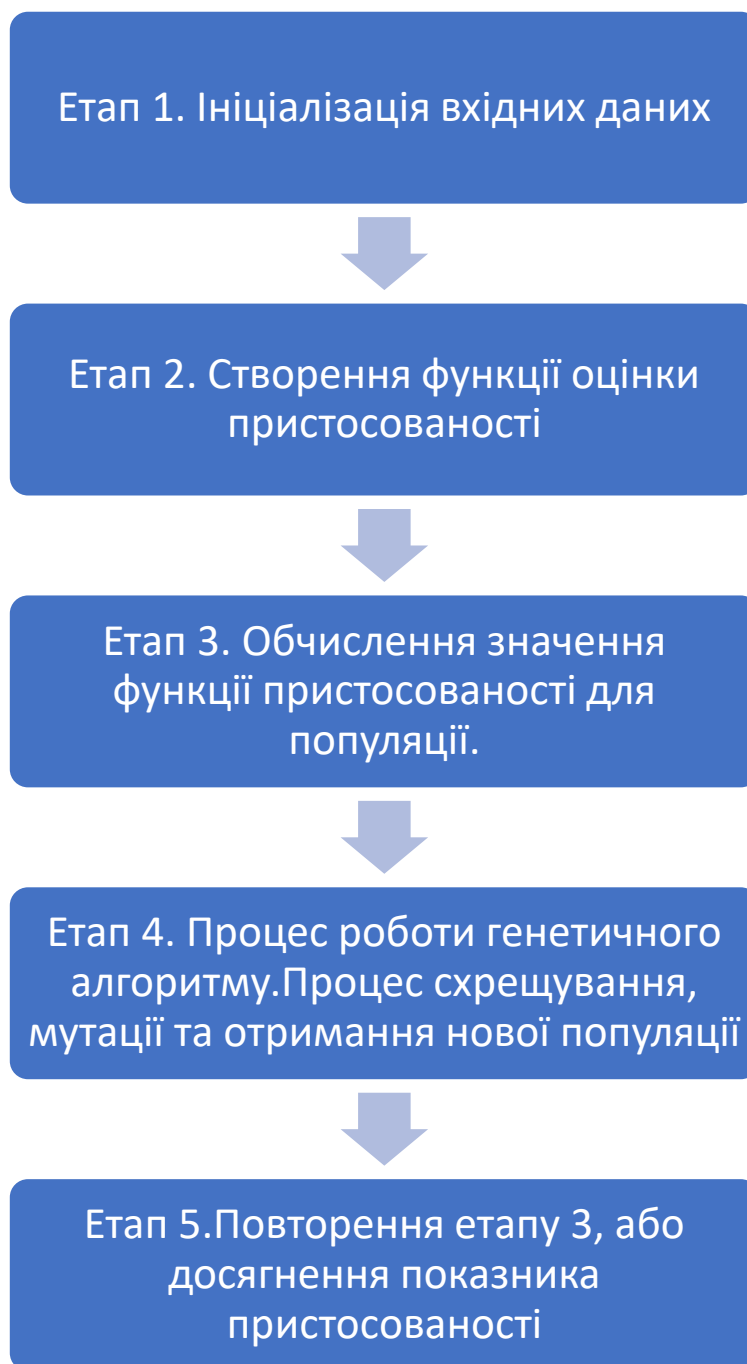 Етап 1. Ініціалізація вхідних даних
Етап 2. Створення функції оцінки
пристосованості
Етап 3. Обчислення значення
функції пристосованості для
популяції.
Етап 4. Процес роботи генетичного
алгоритму.Процес схрещування,
мутації та отримання нової популяції
Етап 5.Повторення етапу 3, або
досягнення показника
пристосованості